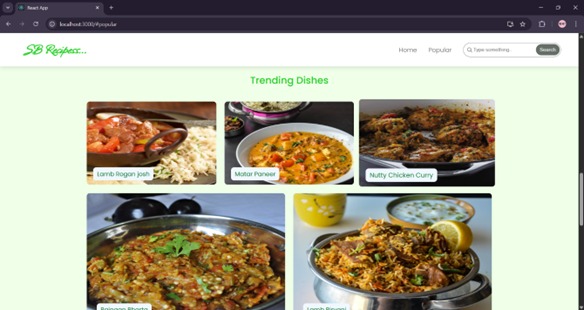 React App
localhost:3000/#popular
SB Recipess...
Home
Popular
Type something...
Search
Trending Dishes
Lamb Rogan josh
Matar Paneer
Nutty Chicken Curry
Baingan Bharta
Lamb Biryani